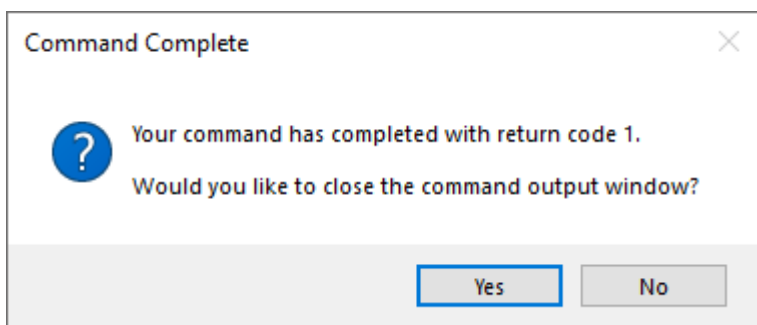 Command Complete
Your command has completed with return code 1.
Would you like to close the command output window?
Yes
No